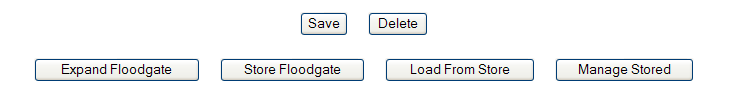 Save Delete
Expand Floodgate Store Floodgate Load From Store Manage Stored